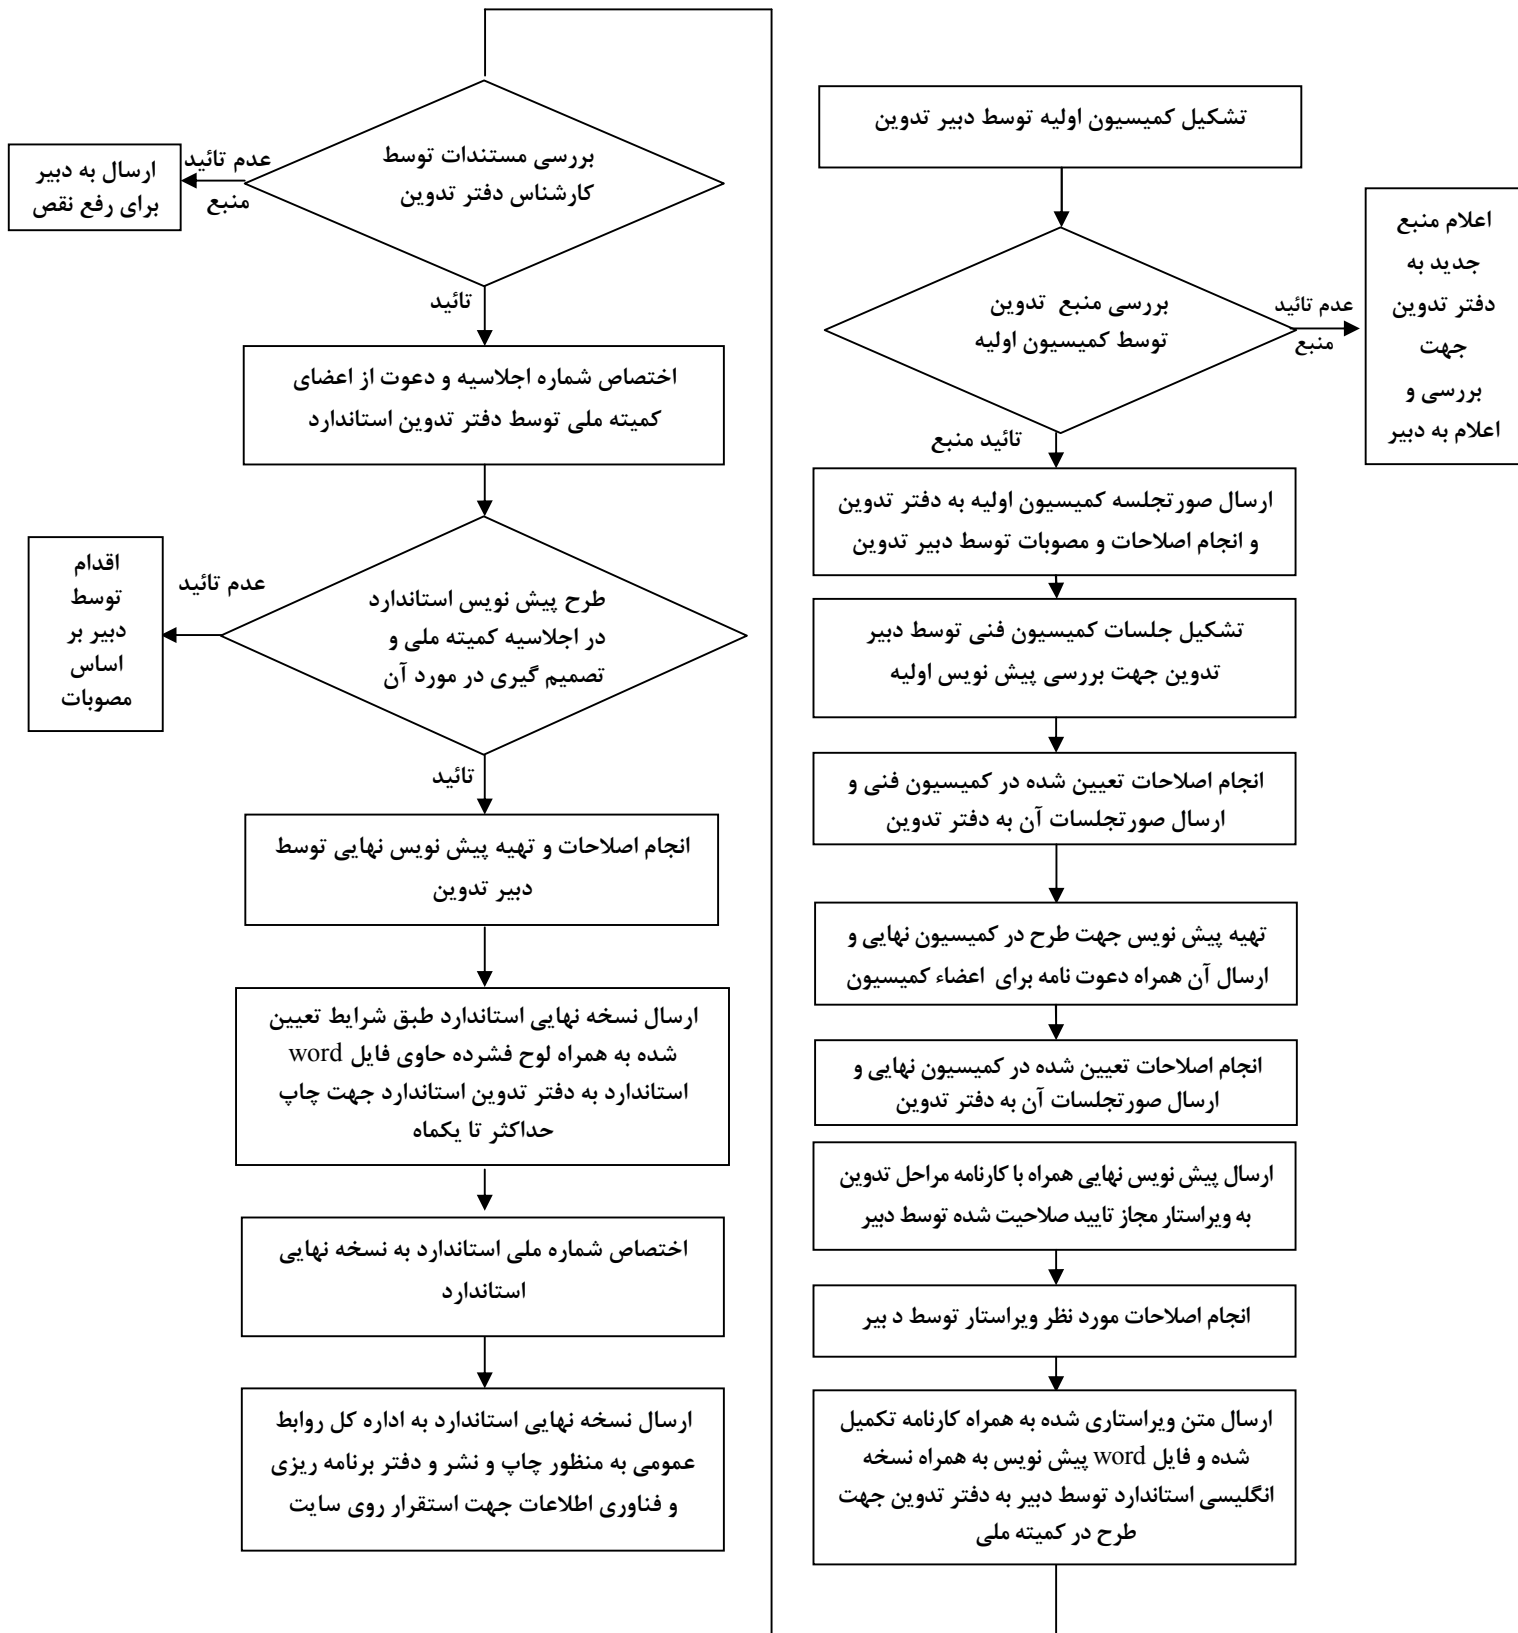 تشکیل کمیسیون اولیه توسط دبیر تدوین
بررسی منبع تدوین
توسط کمیسیون اولیه
عدم تائید
منبع
اعلام منبع
جدید به
دفتر تدوین
جهت
بررسی و
اعلام به دبیر
تائید منبع
ارسال صورتجلسه کمیسیون اولیه به دفتر تدوین
و انجام اصلاحات و مصوبات توسط دبیر تدوین
تشکیل جلسات کمیسیون فنی توسط دبیر
تدوین جهت بررسی پیش نویس اولیه
انجام اصلاحات تعیین شده در کمیسیون فنی و
ارسال صورتجلسات آن به دفتر تدوین
تهیه پیش نویس جهت طرح در کمیسیون نهایی و
ارسال آن همراه دعوت نامه برای اعضاء کمیسیون
انجام اصلاحات تعیین شده در کمیسیون نهایی و
ارسال صورتجلسات آن به دفتر تدوین
ارسال پیش نویس نهایی همراه با کارنامه مراحل تدوین
به ویراستار مجاز تایید صلاحیت شده توسط دبیر
انجام اصلاحات مورد نظر ویراستار توسط د بیر
ارسال متن ویراستاری شده به همراه کارنامه تکمیل
شده و فایل word پیش نویس به همراه نسخه
انگلیسی استاندارد توسط دبیر به دفتر تدوین جهت
طرح در کمیته ملی
بررسی مستندات توسط
کارشناس دفتر تدوین
عدم تائید
منبع
ارسال به دبیر
برای رفع نقص
تائید
اختصاص شماره اجلاسیه و دعوت از اعضای
کمیته ملی توسط دفتر تدوین استاندارد
طرح پیش نویس استاندارد
در اجلاسیه کمیته ملی و
تصمیم گیری در مورد آن
عدم تائید
اقدام
توسط
دبیر بر
اساس
مصوبات
تائید
انجام اصلاحات و تهیه پیش نویس نهایی توسط
دبیر تدوین
ارسال نسخه نهایی استاندارد طبق شرایط تعیین
شده به همراه لوح فشرده حاوی فایل word
استاندارد به دفتر تدوین استاندارد جهت چاپ
حداکثر تا یکماه
اختصاص شماره ملی استاندارد به نسخه نهایی
استاندارد
ارسال نسخه نهایی استاندارد به اداره کل روابط
عمومی به منظور چاپ و نشر و دفتر برنامه ریزی
و فناوری اطلاعات جهت استقرار روی سایت